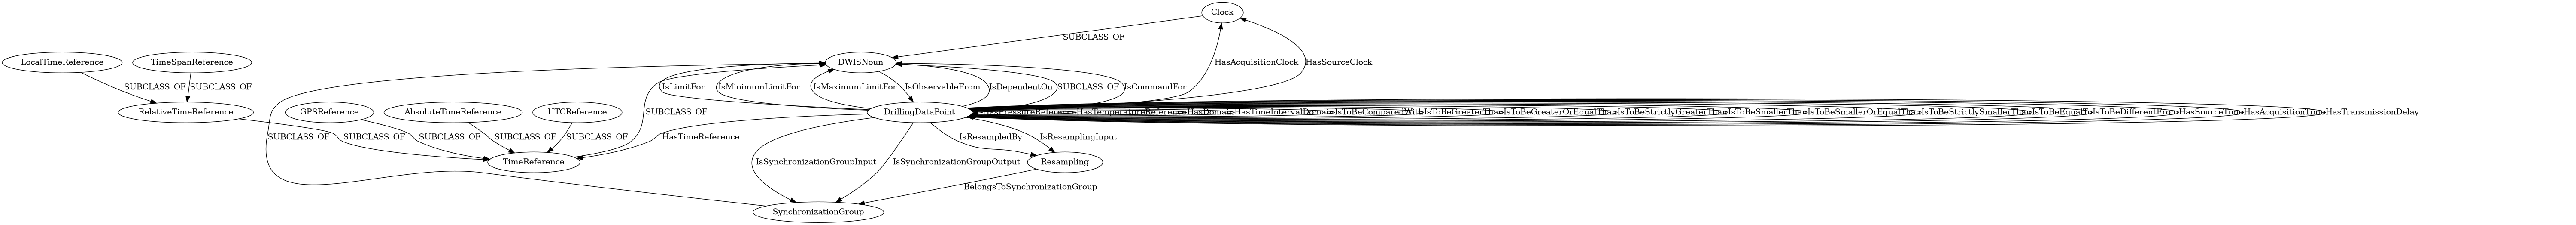 Clock
SUBCLASS_OF
LocalTimeReference
TimeSpanReference
DWISNoun
HasAcquisitionClock
HasSourceClock
SUBCLASS_OF
SUBCLASS_OF
IsLimitFor
IsMinimumLimitFor
IsMaximumLimitFor
IsObservableFrom
IsDependentOn
SUBCLASS_OF
IsCommandFor
RelativeTimeReference
GPSReference
AbsoluteTimeReference
UTCReference
SUBCLASS_OF
DrillingDataPoint
HasPressureReference
HasTemperatureReference
HasDomain
HasTimeIntervalDomain
IsToBeComparedWith
IsToBeGreaterThan
IsToBeGreaterOrEqualThan
IsToBeStrictlyGreaterThan
IsToBeSmallerThan
IsToBeSmallerOrEqualThan
IsToBeStrictlySmallerThan
IsToBeEqualTo
IsToBeDifferentFrom
HasSourceTime
HasAcquisitionTime
HasTransmissionDelay
SUBCLASS_OF
SUBCLASS_OF
SUBCLASS_OF
SUBCLASS_OF
SUBCLASS_OF
HasTimeReference
IsResampledBy
IsResamplingInput
TimeReference
IsSynchronizationGroupInput
IsSynchronizationGroupOutput
Resampling
BelongsToSynchronizationGroup
SynchronizationGroup